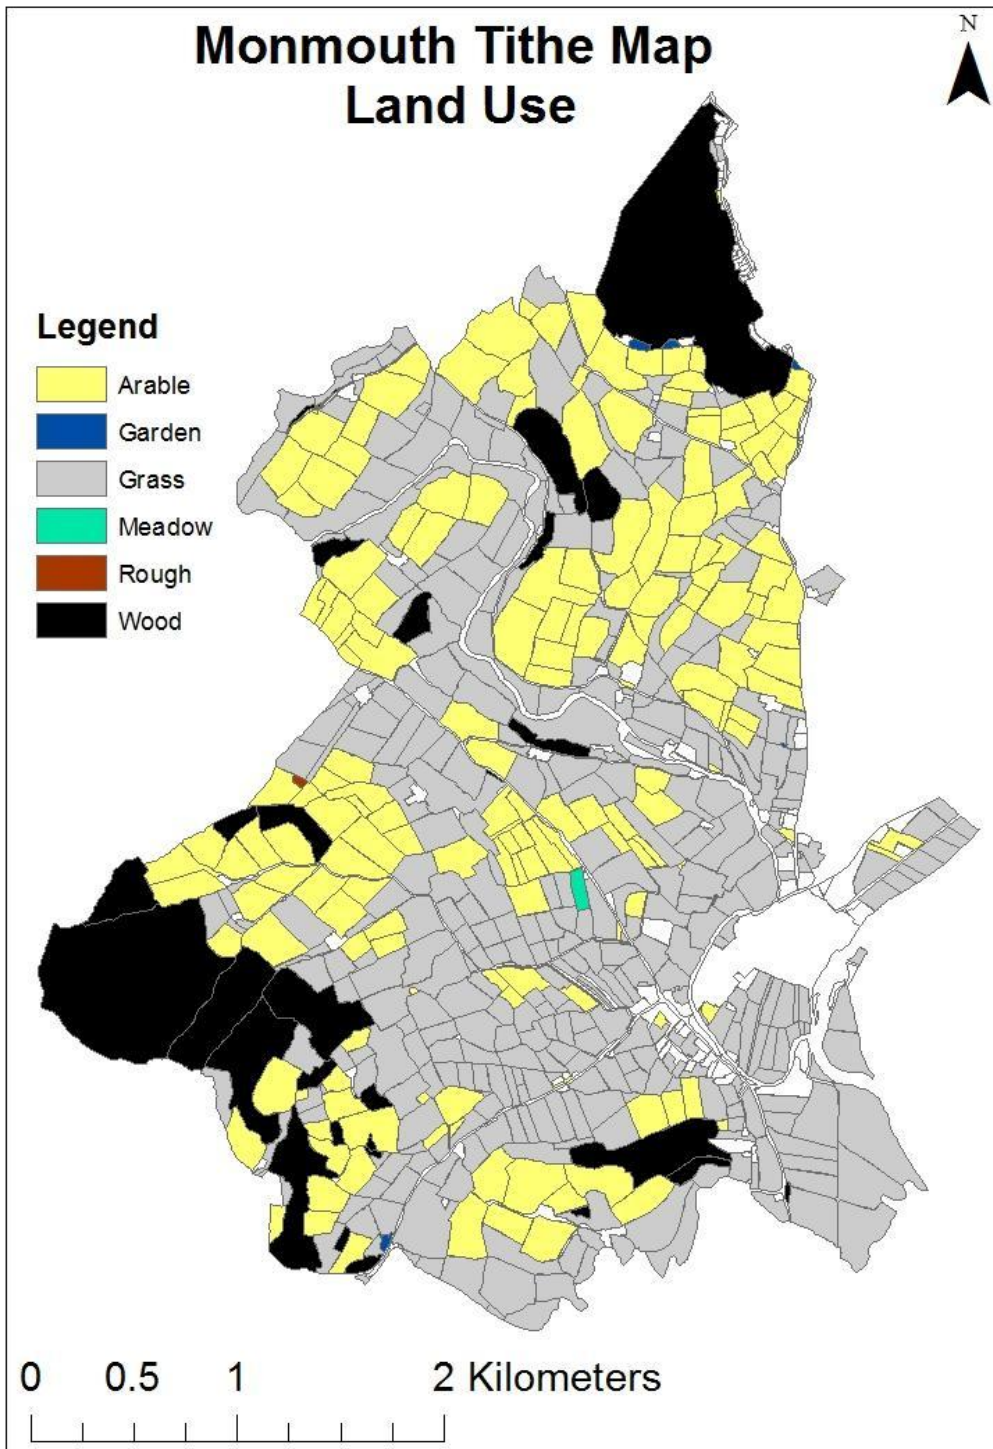 Monmouth Tithe Map
Land Use
N
Legend
Arable
Garden
Grass
Meadow
Rough
Wood
0 0.5 1 2 Kilometers